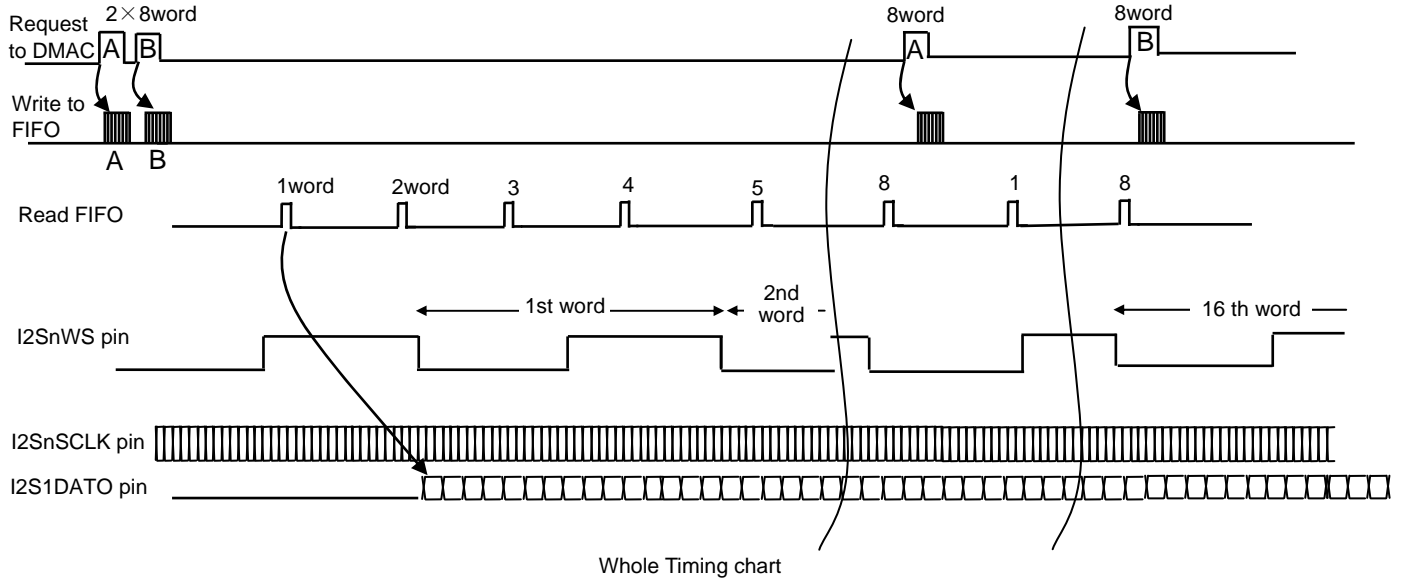 2×8word 8word 8word
Request
to DMAC A B A B
Write to
FIFO
A B
1word 2word 3 4 5 8 1 8
Read FIFO
1st word 2nd
word 16 th word
I2SnWS pin
I2SnSCLK pin
I2S1DATO pin
Whole Timing chart